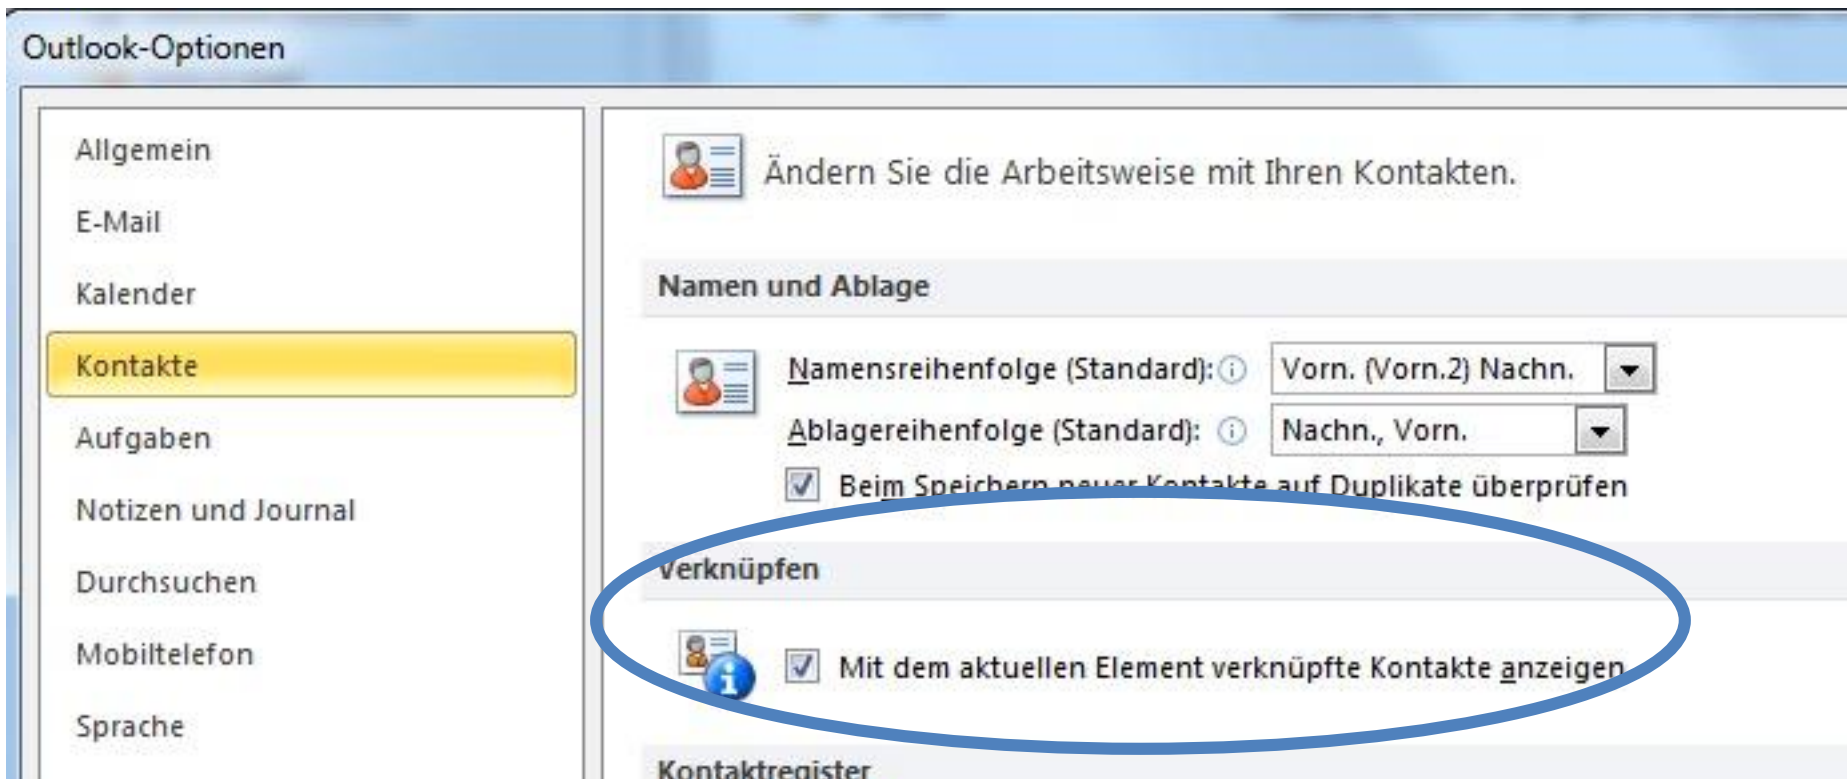 Outlook-Optionen
Allgemein
E-Mail
Kalender
Kontakte
Aufgaben
Notizen und Journal
Durchsuchen
Mobiltelefon
Sprache
Ändern Sie die Arbeitsweise mit Ihren Kontakten.
Namen und Ablage
Namensreihenfolge (Standard): Vorn. (Vorn.2) Nachn.
Ablagereihenfolge (Standard): Nachn., Vorn.
Beim Speichern neuer Kontakte auf Duplikate überprüfen
Verknüpfen
Mit dem aktuellen Element verknüpfte Kontakte anzeigen
Kontaktregister